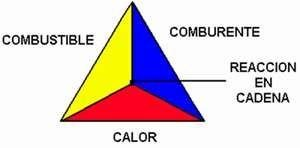 COMBUSTIBLE
COMBURENTE
REACCION
EN
CADENA
CALOR